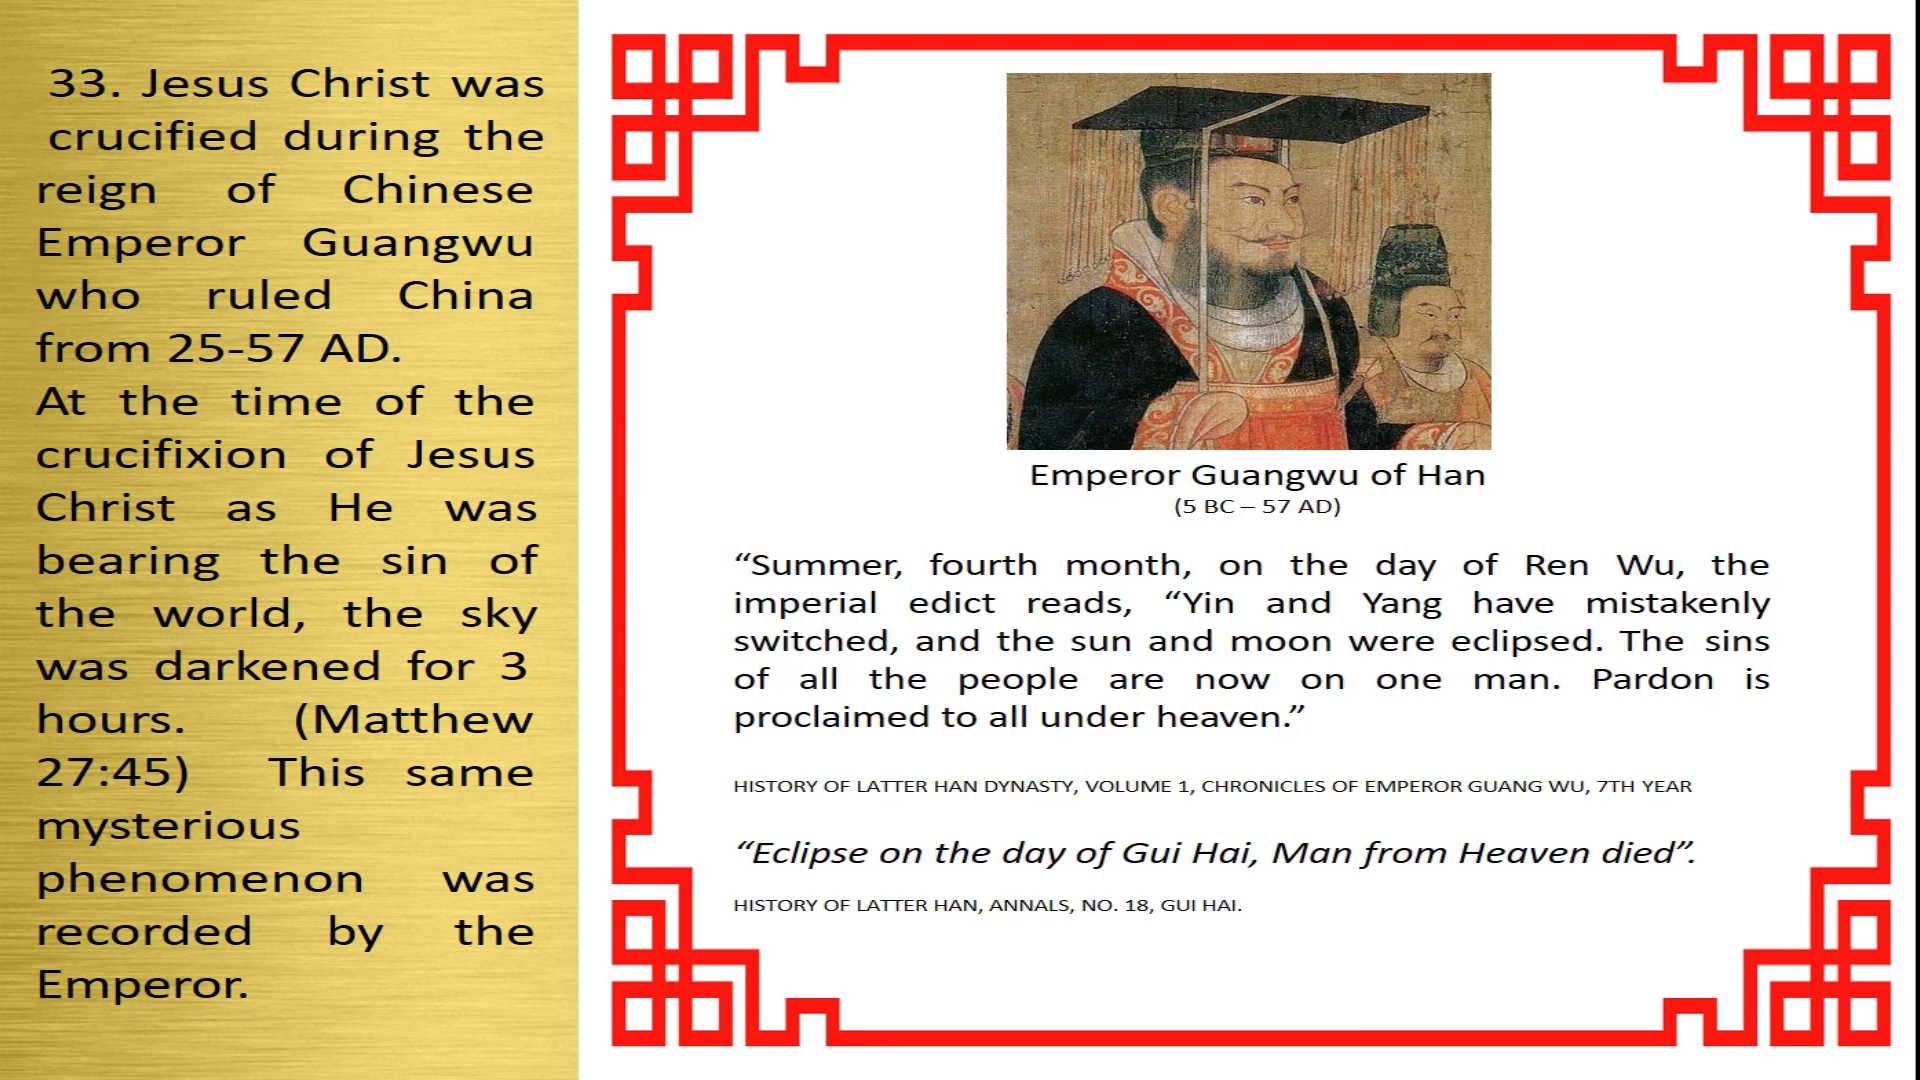 33. Jesus Christ was
crucified during the
reign of Chinese
Emperor Guangwu
who ruled China
from 25-57 AD.
At the time of the
crucifixion of Jesus
Christ as He was
bearing the sin of
the world, the sky
was darkened for 3
hours. (Matthew
27:45) This same
mysterious
phenomenon was
recorded by the
Emperor.
Emperor Guangwu of Han
(5 BC – 57 AD)
“Summer, fourth month, on the day of Ren Wu, the
imperial edict reads, “Yin and Yang have mistakenly
switched, and the sun and moon were eclipsed. The sins
of all the people are now on one man. Pardon is
proclaimed to all under heaven.”
HISTORY OF LATTER HAN DYNASTY, VOLUME 1, CHRONICLES OF EMPEROR GUANG WU, 7TH YEAR
“Eclipse on the day of Gui Hai, Man from Heaven died”.
HISTORY OF LATTER HAN, ANNALS, NO. 18, GUI HAI.